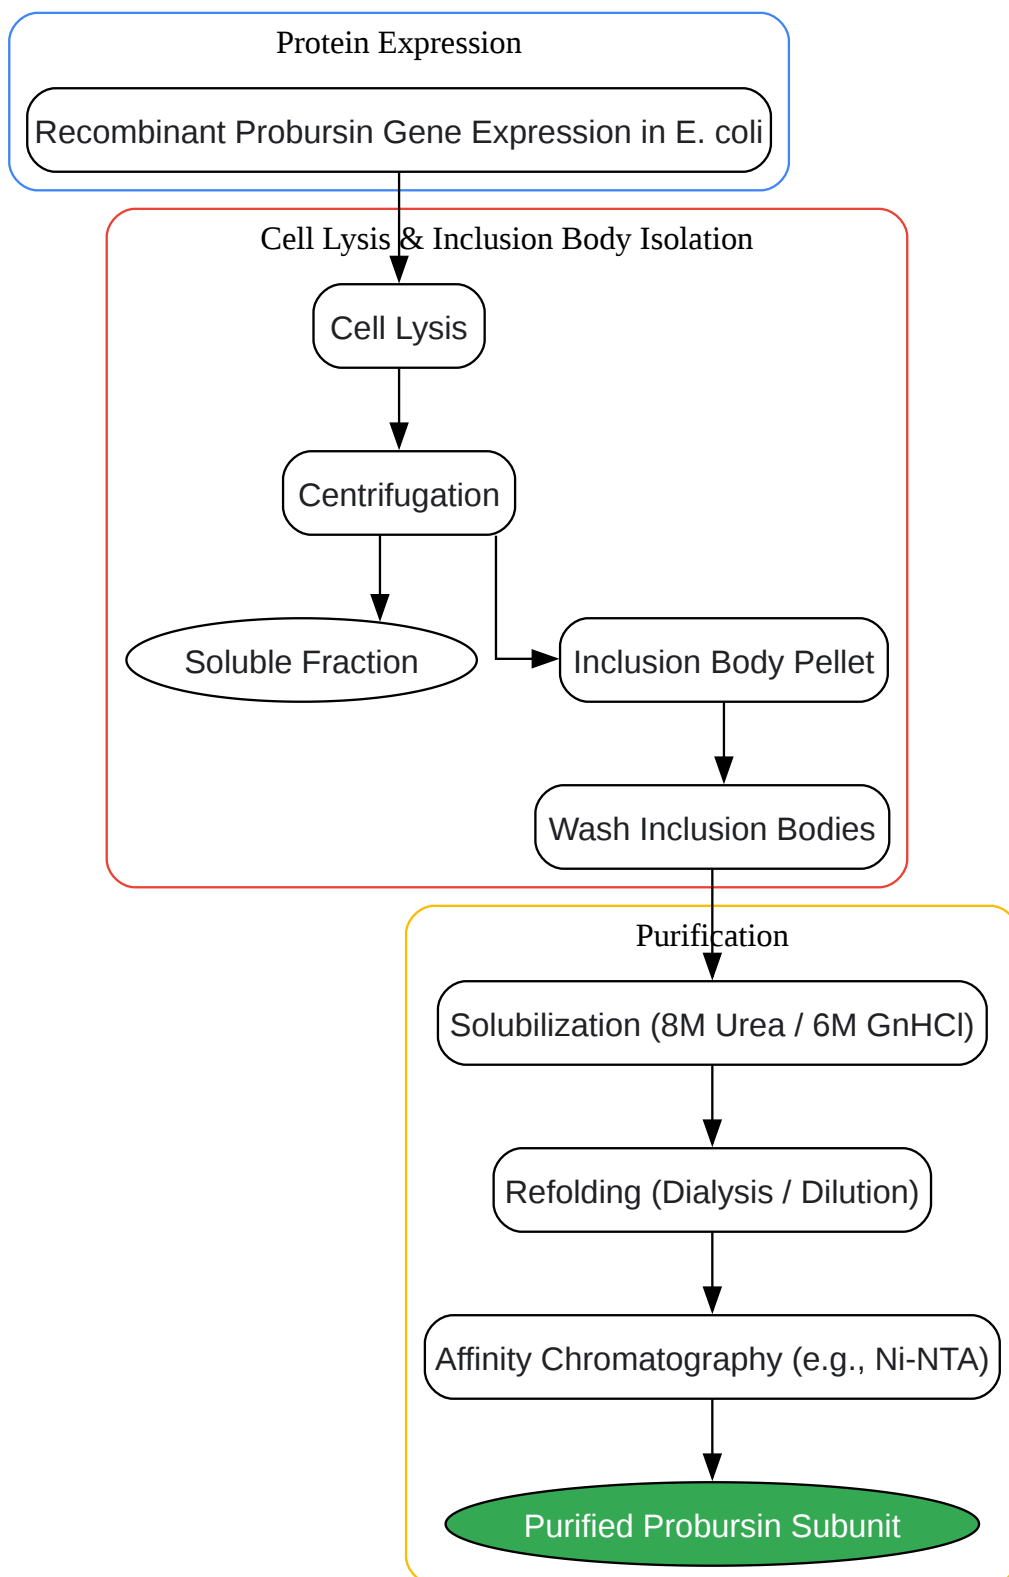 Protein Expression
Recombinant Probursin Gene Expression in E. coli
Cell Lysis & Inclusion Body Isolation
Cell Lysis
Centrifugation
Soluble Fraction
Inclusion Body Pellet
Wash Inclusion Bodies
Purification
Solubilization (8M Urea / 6M GnHCl)
Refolding (Dialysis / Dilution)
Affinity Chromatography (e.g., Ni-NTA)
Purified Probursin Subunit